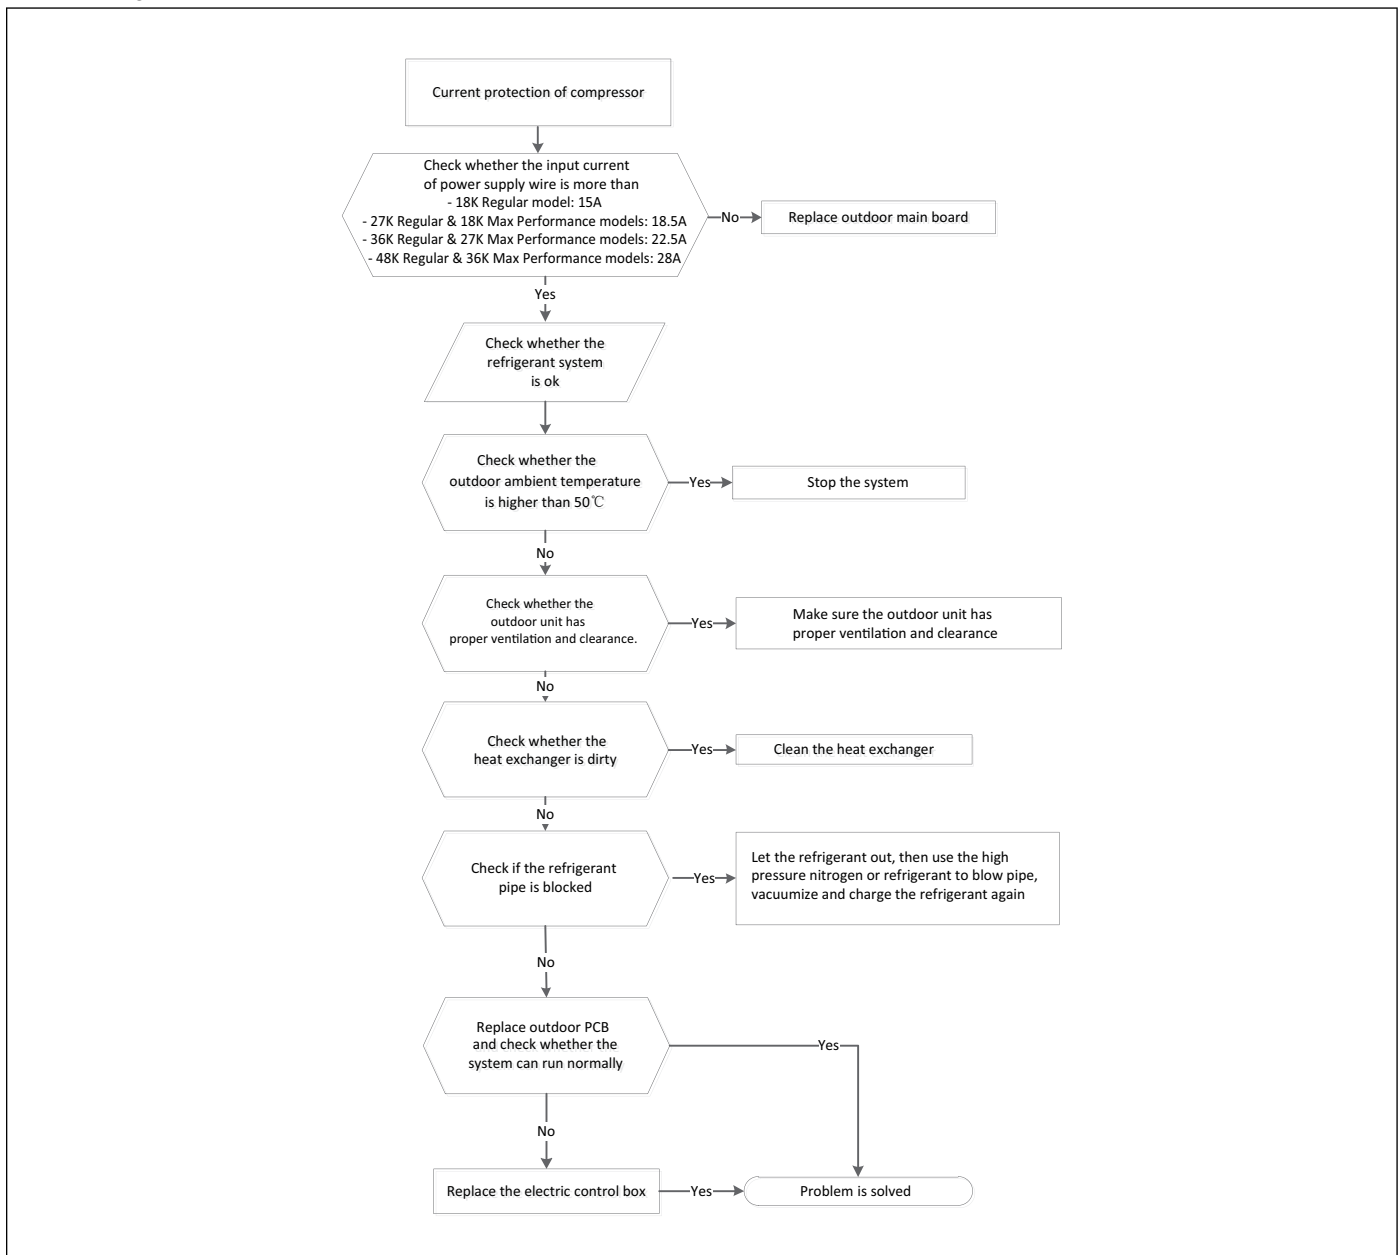 Current protection of compressor
Check whether the input current
of power supply wire is more than
- 18K Regular model: 15A
- 27K Regular & 18K Max Performance models: 18.5A
- 36K Regular & 27K Max Performance models: 22.5A
- 48K Regular & 36K Max Performance models: 28A
No
Replace outdoor main board
Yes
Check whether the
refrigerant system
is ok
Check whether the
outdoor ambient temperature
is higher than 50℃
Yes
Stop the system
No
Check whether the
outdoor unit has
proper ventilation and clearance.
Yes
Make sure the outdoor unit has
proper ventilation and clearance
No
Check whether the
heat exchanger is dirty
Yes
Clean the heat exchanger
No
Check if the refrigerant
pipe is blocked
Yes
Let the refrigerant out, then use the high
pressure nitrogen or refrigerant to blow pipe,
vacuumize and charge the refrigerant again
No
Replace outdoor PCB
and check whether the
system can run normally
Yes
No
Replace the electric control box
Yes
Problem is solved